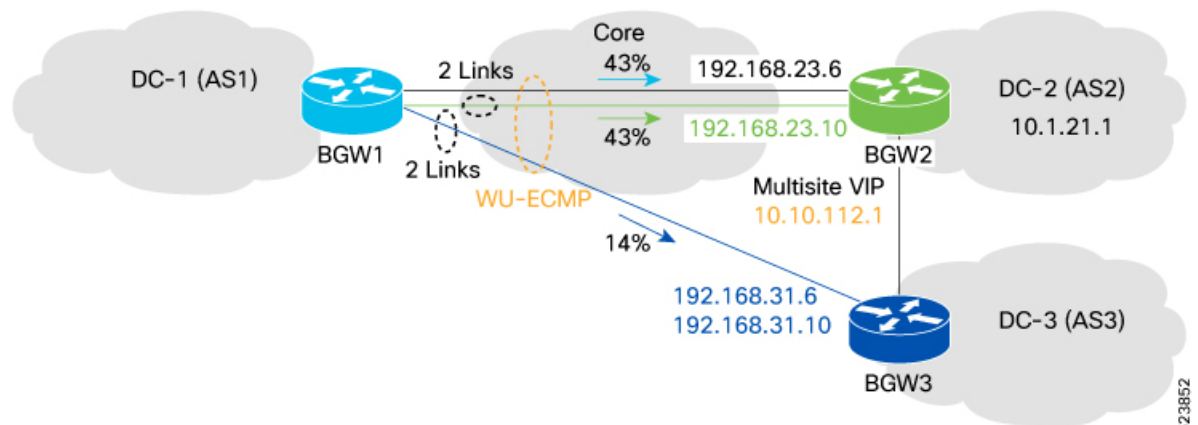 Core
DC-1 (AS1)
2 Links
43%
192.168.23.6
DC-2 (AS2)
10.1.21.1
43%
192.168.23.10
BGW1
BGW2
2 Links
WU-ECMP
Multisite VIP
10.10.112.1
14%
192.168.31.6
192.168.31.10
DC-3 (AS3)
BGW3
23852